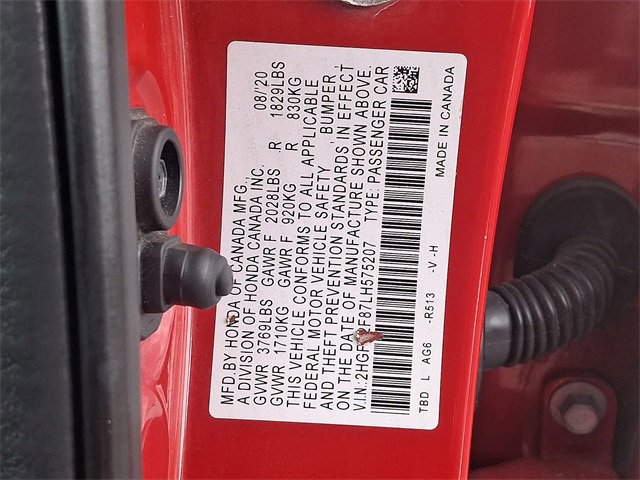 MFD.BY HONDA OF CANADA MFG., 08/'20
A DIVISION OF HONDA CANADA INC.
GVWR 3769LBS GAWR F 2028LBS R 1829LBS
GVWR 1710KG GAWR F 920KG R 830KG
THIS VEHICLE CONFORMS TO ALL APPLICABLE
FEDERAL MOTOR VEHICLE SAFETY, BUMPER,
AND THEFT PREVENTION STANDARDS, IN EFFECT
ON THE DATE OF MANUFACTURE SHOWN ABOVE.
V.I.N.: TYPE: PASSENGER CAR
TBD L AG6 -R513 -V -H MADE IN CANADA